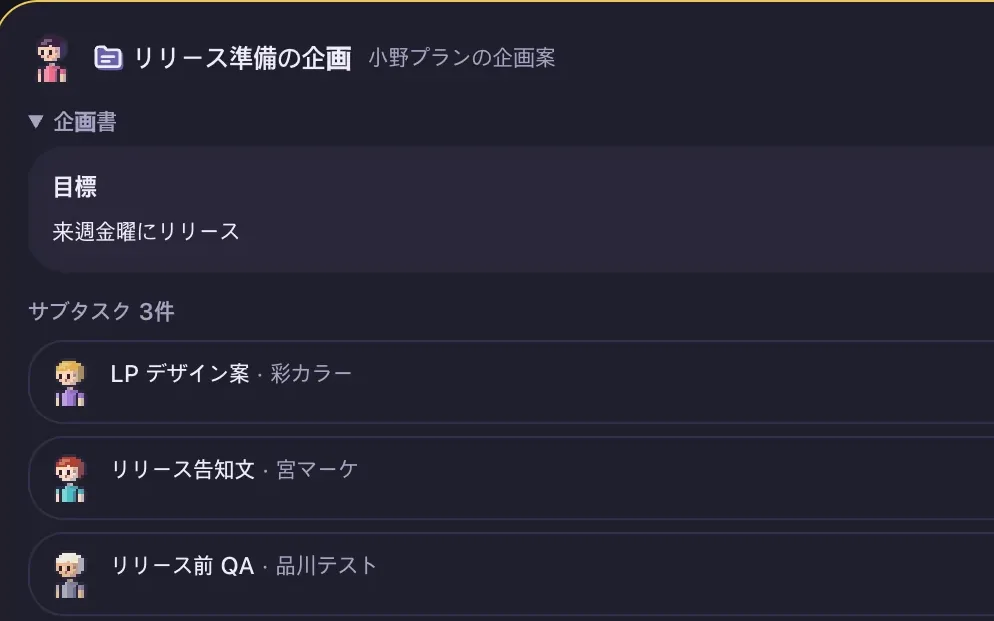 リリース準備の企画 小野プランの企画案
▼ 企画書
目標
来週金曜にリリース
サブタスク 3件
LP デザイン案 · 彩カラー
リリース告知文 · 宮マーケ
リリース前 QA · 品川テスト